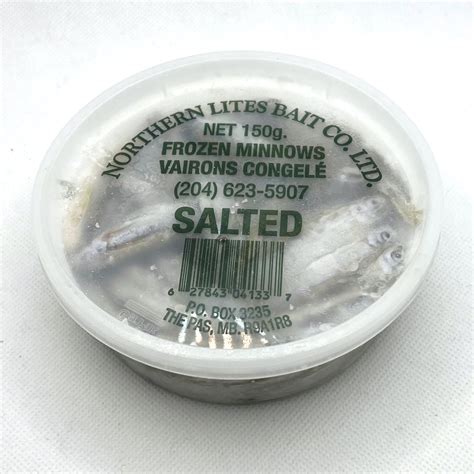 NORTHERN LITES BAIT CO. LTD.
NET 150g.
FROZEN MINNOWS
VAIRONS CONGELÉ
(204) 623-5907
SALTED
6 27843 04133 7
P.O. BOX 3235
THE PAS, MB. R9A1R8